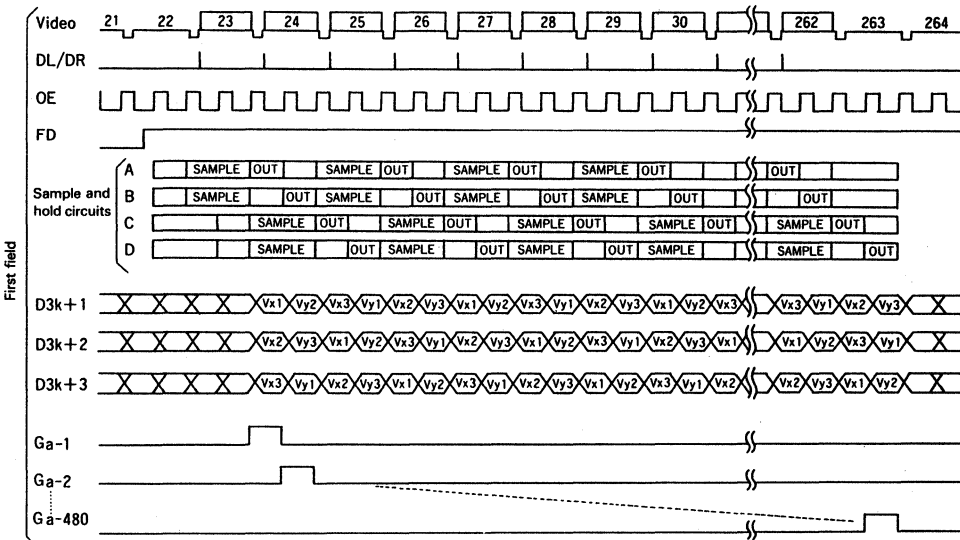 21 22 23 24 25 26 27 28 29 30 262 263 264
Video
DL/DR
OE
FD
First field
Sample and
hold circuits
A SAMPLE OUT SAMPLE OUT SAMPLE OUT SAMPLE OUT OUT
B SAMPLE OUT SAMPLE OUT SAMPLE OUT SAMPLE OUT OUT
C SAMPLE OUT SAMPLE OUT SAMPLE OUT SAMPLE OUT SAMPLE OUT
D SAMPLE OUT SAMPLE OUT SAMPLE OUT SAMPLE SAMPLE OUT
D3k+1 Vx1 Vy2 Vx3 Vy1 Vx2 Vy3 Vx1 Vy2 Vx3 Vy1 Vx2 Vy3 Vx1 Vy2 Vx3 Vx3 Vy1 Vx2 Vy3
D3k+2 Vx2 Vy3 Vx1 Vy2 Vx3 Vy1 Vx2 Vy3 Vx1 Vy2 Vx3 Vy1 Vx2 Vy3 Vx1 Vx1 Vy2 Vx3 Vy1
D3k+3 Vx3 Vy1 Vx2 Vy3 Vx1 Vy2 Vx3 Vy1 Vx2 Vy3 Vx1 Vy2 Vx3 Vy1 Vx2 Vx2 Vy3 Vx1 Vy2
Ga-1
Ga-2
Ga-480